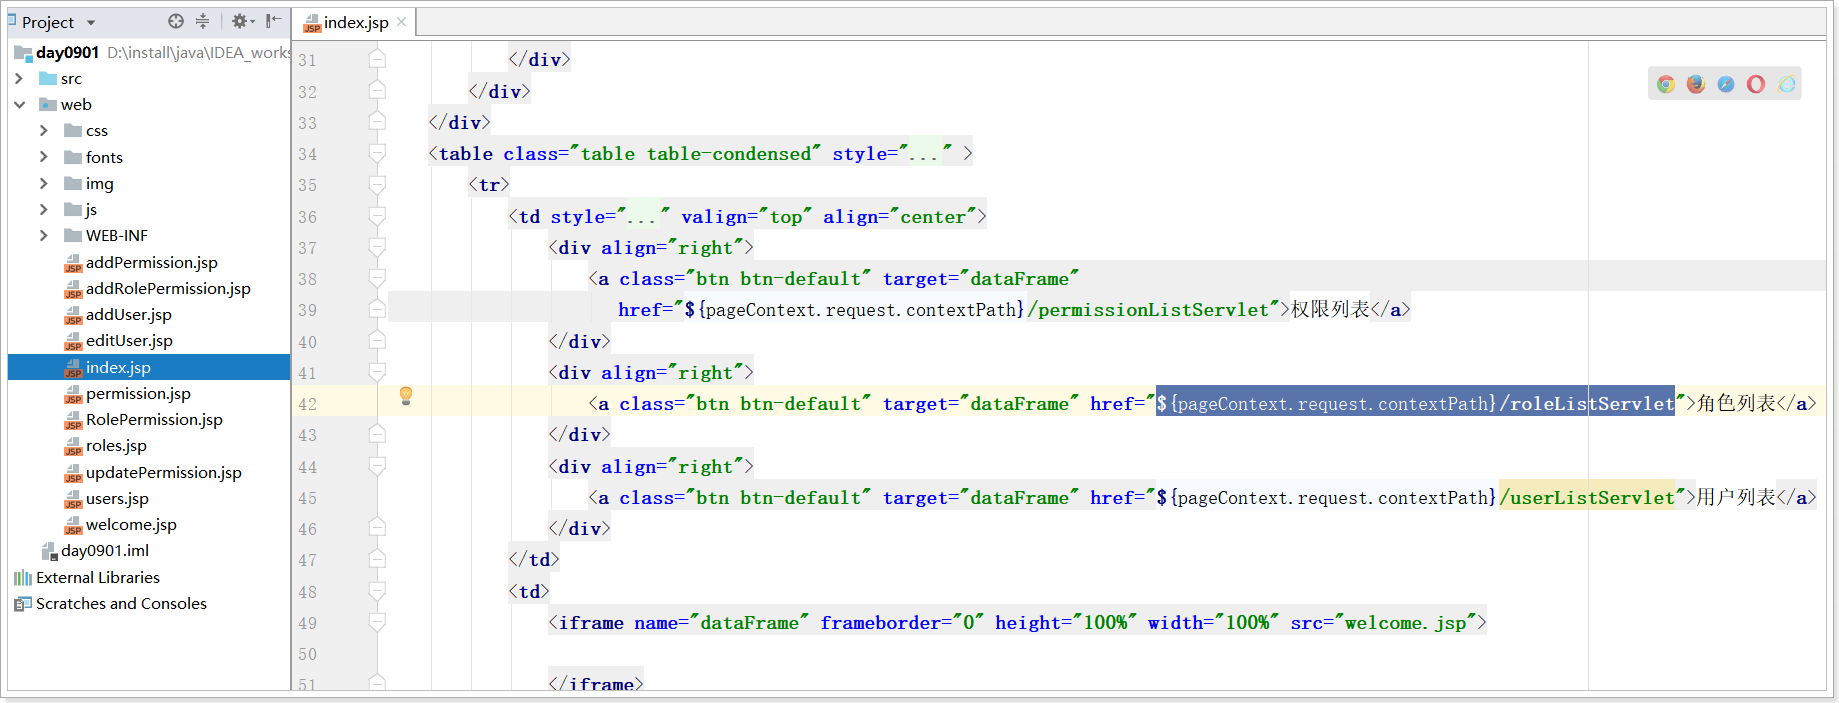 Project
index.jsp
day0901 D:\install\java\IDEA_works
src
web
css
fonts
img
js
WEB-INF
addPermission.jsp
addRolePermission.jsp
addUser.jsp
editUser.jsp
index.jsp
permission.jsp
RolePermission.jsp
roles.jsp
updatePermission.jsp
users.jsp
welcome.jsp
day0901.iml
External Libraries
Scratches and Consoles
31 </div>
32 </div>
33 </div>
34 <table class="table table-condensed" style="..." >
35 <tr>
36 <td style="..." valign="top" align="center">
37 <div align="right">
38 <a class="btn btn-default" target="dataFrame"
39 href="${pageContext.request.contextPath}/permissionListServlet">权限列表</a>
40 </div>
41 <div align="right">
42 <a class="btn btn-default" target="dataFrame" href="${pageContext.request.contextPath}/roleListServlet">角色列表</a>
43 </div>
44 <div align="right">
45 <a class="btn btn-default" target="dataFrame" href="${pageContext.request.contextPath}/userListServlet">用户列表</a>
46 </div>
47 </td>
48 <td>
49 <iframe name="dataFrame" frameborder="0" height="100%" width="100%" src="welcome.jsp">
50
51 </iframe>